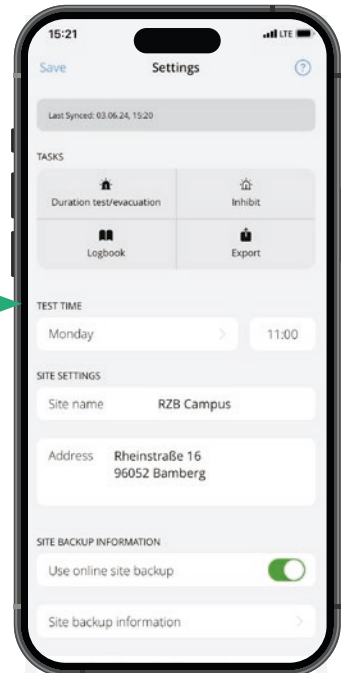 15:21
LTE
Save Settings ?
Last Synced: 03.06.24, 15:20
TASKS
Duration test/evacuation Inhibit
Logbook Export
TEST TIME
Monday 11:00
SITE SETTINGS
Site name RZB Campus
Address Rheinstraße 16
96052 Bamberg
SITE BACKUP INFORMATION
Use online site backup
Site backup information